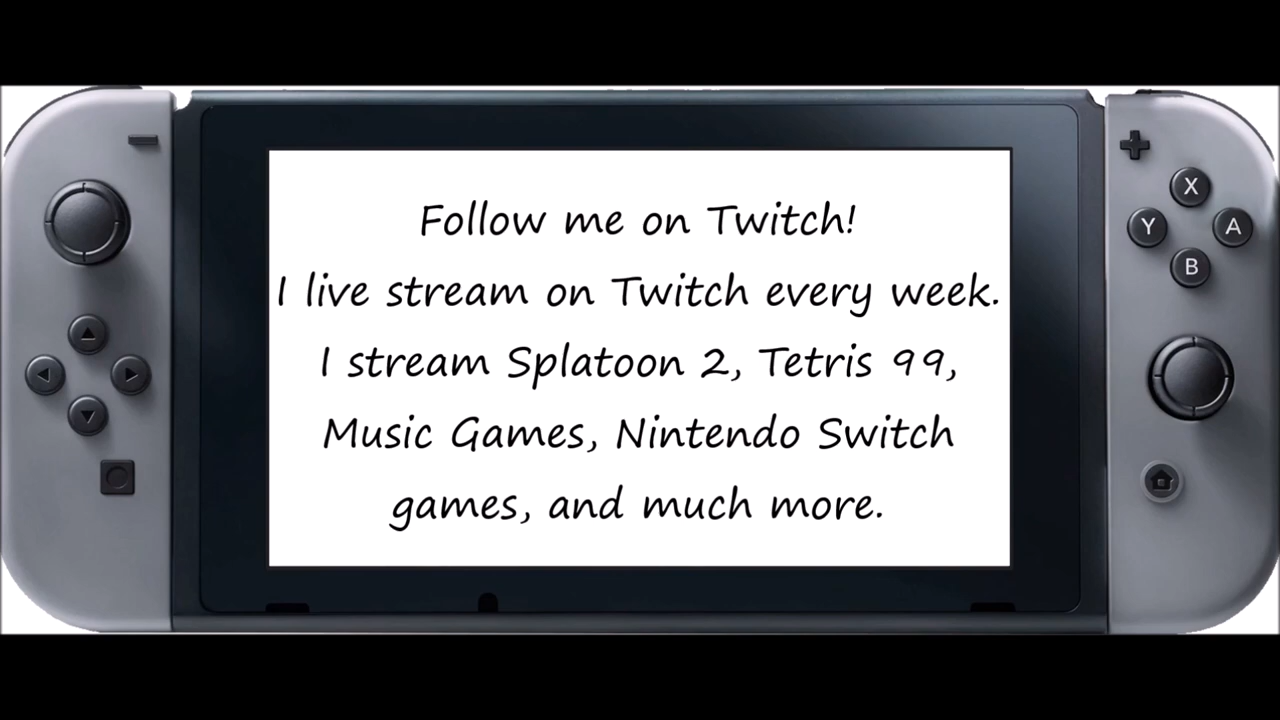 Follow me on Twitch!
I live stream on Twitch every week.
I stream Splatoon 2, Tetris 99,
Music Games, Nintendo Switch
games, and much more.
X
Y A
B